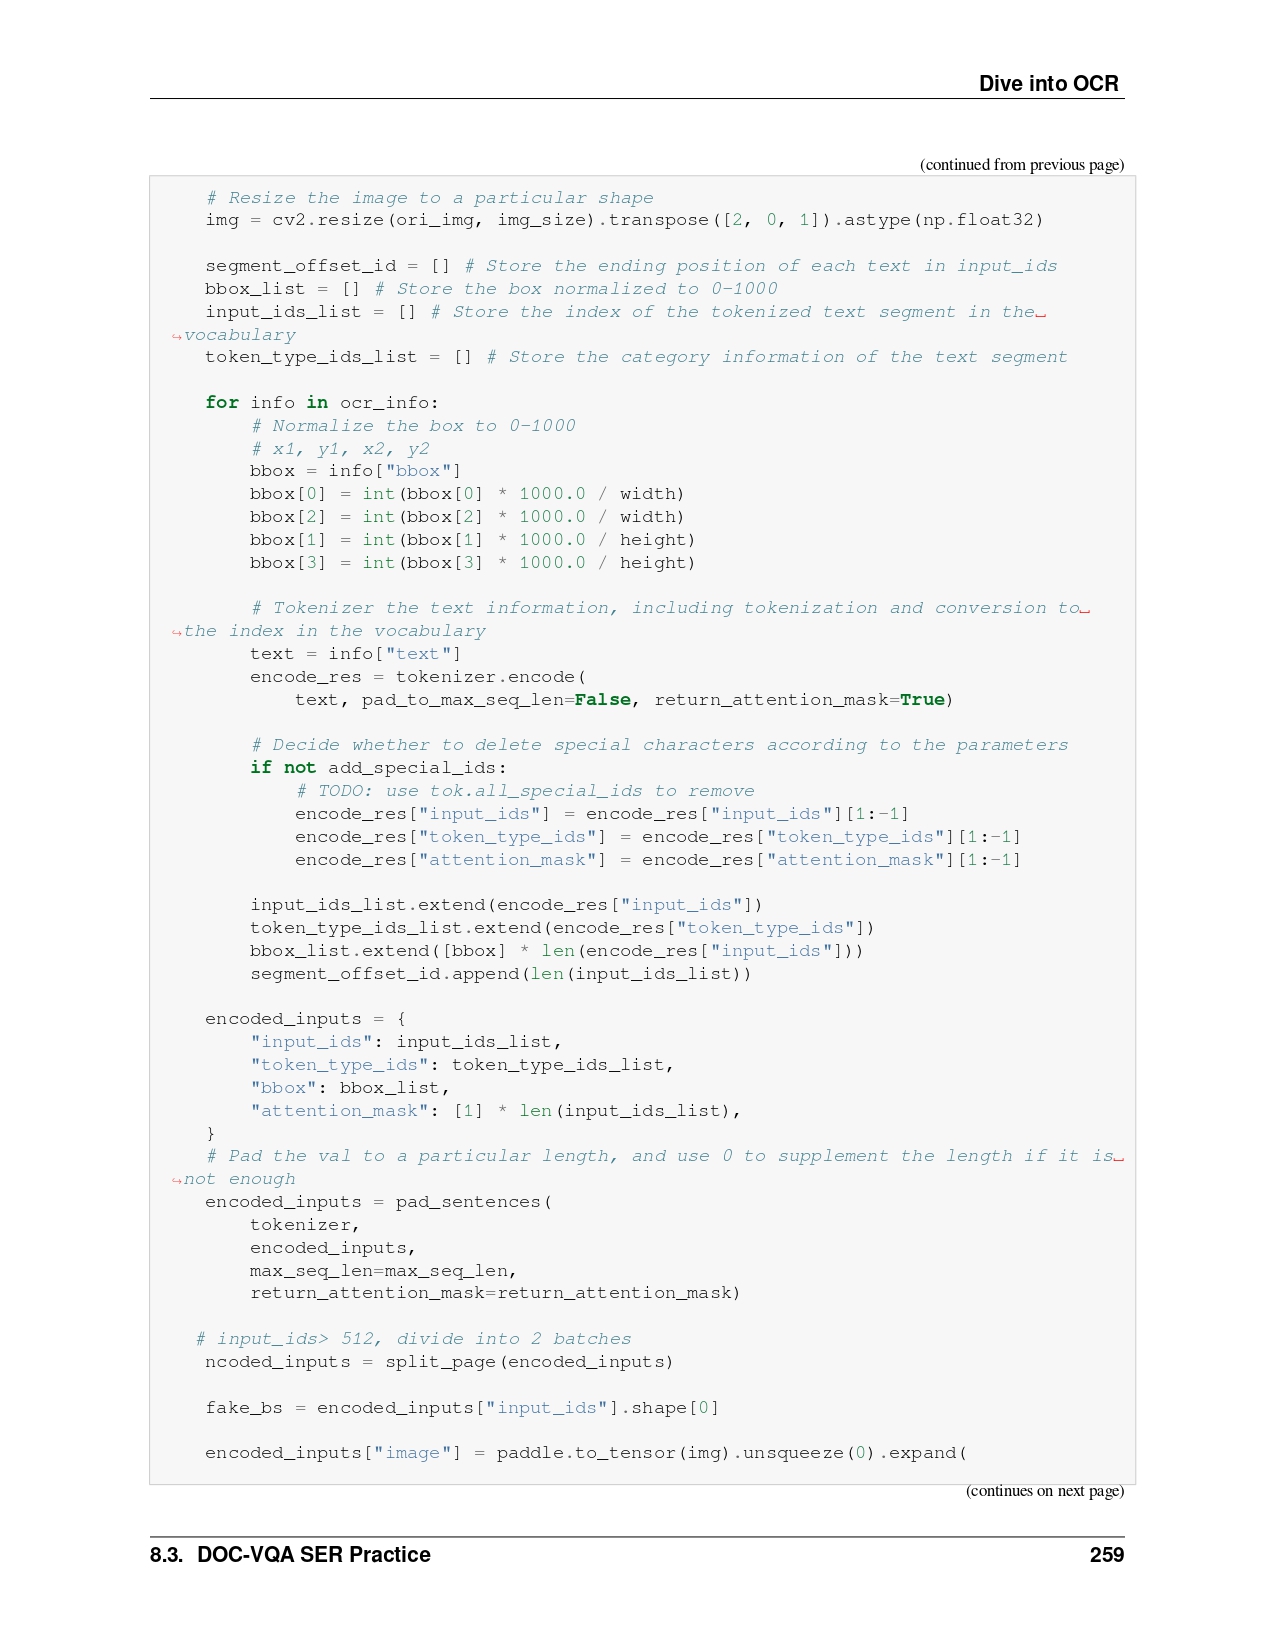 Dive into OCR
(continued from previous page)
# Resize the image to a particular shape
img = cv2.resize(ori_img, img_size).transpose([2, 0, 1]).astype(np.float32)
segment_offset_id = [] # Store the ending position of each text in input_ids
bbox_list = [] # Store the box normalized to 0-1000
input_ids_list = [] # Store the index of the tokenized text segment in the␣
↪vocabulary
token_type_ids_list = [] # Store the category information of the text segment
for info in ocr_info:
    # Normalize the box to 0-1000
    # x1, y1, x2, y2
    bbox = info["bbox"]
    bbox[0] = int(bbox[0] * 1000.0 / width)
    bbox[2] = int(bbox[2] * 1000.0 / width)
    bbox[1] = int(bbox[1] * 1000.0 / height)
    bbox[3] = int(bbox[3] * 1000.0 / height)
    # Tokenizer the text information, including tokenization and conversion to␣
↪the index in the vocabulary
    text = info["text"]
    encode_res = tokenizer.encode(
        text, pad_to_max_seq_len=False, return_attention_mask=True)
    # Decide whether to delete special characters according to the parameters
    if not add_special_ids:
        # TODO: use tok.all_special_ids to remove
        encode_res["input_ids"] = encode_res["input_ids"][1:-1]
        encode_res["token_type_ids"] = encode_res["token_type_ids"][1:-1]
        encode_res["attention_mask"] = encode_res["attention_mask"][1:-1]
    input_ids_list.extend(encode_res["input_ids"])
    token_type_ids_list.extend(encode_res["token_type_ids"])
    bbox_list.extend([bbox] * len(encode_res["input_ids"]))
    segment_offset_id.append(len(input_ids_list))
encoded_inputs = {
    "input_ids": input_ids_list,
    "token_type_ids": token_type_ids_list,
    "bbox": bbox_list,
    "attention_mask": [1] * len(input_ids_list),
}
# Pad the val to a particular length, and use 0 to supplement the length if it is␣
↪not enough
encoded_inputs = pad_sentences(
    tokenizer,
    encoded_inputs,
    max_seq_len=max_seq_len,
    return_attention_mask=return_attention_mask)
# input_ids> 512, divide into 2 batches
ncoded_inputs = split_page(encoded_inputs)
fake_bs = encoded_inputs["input_ids"].shape[0]
encoded_inputs["image"] = paddle.to_tensor(img).unsqueeze(0).expand(
(continues on next page)
8.3. DOC-VQA SER Practice
259